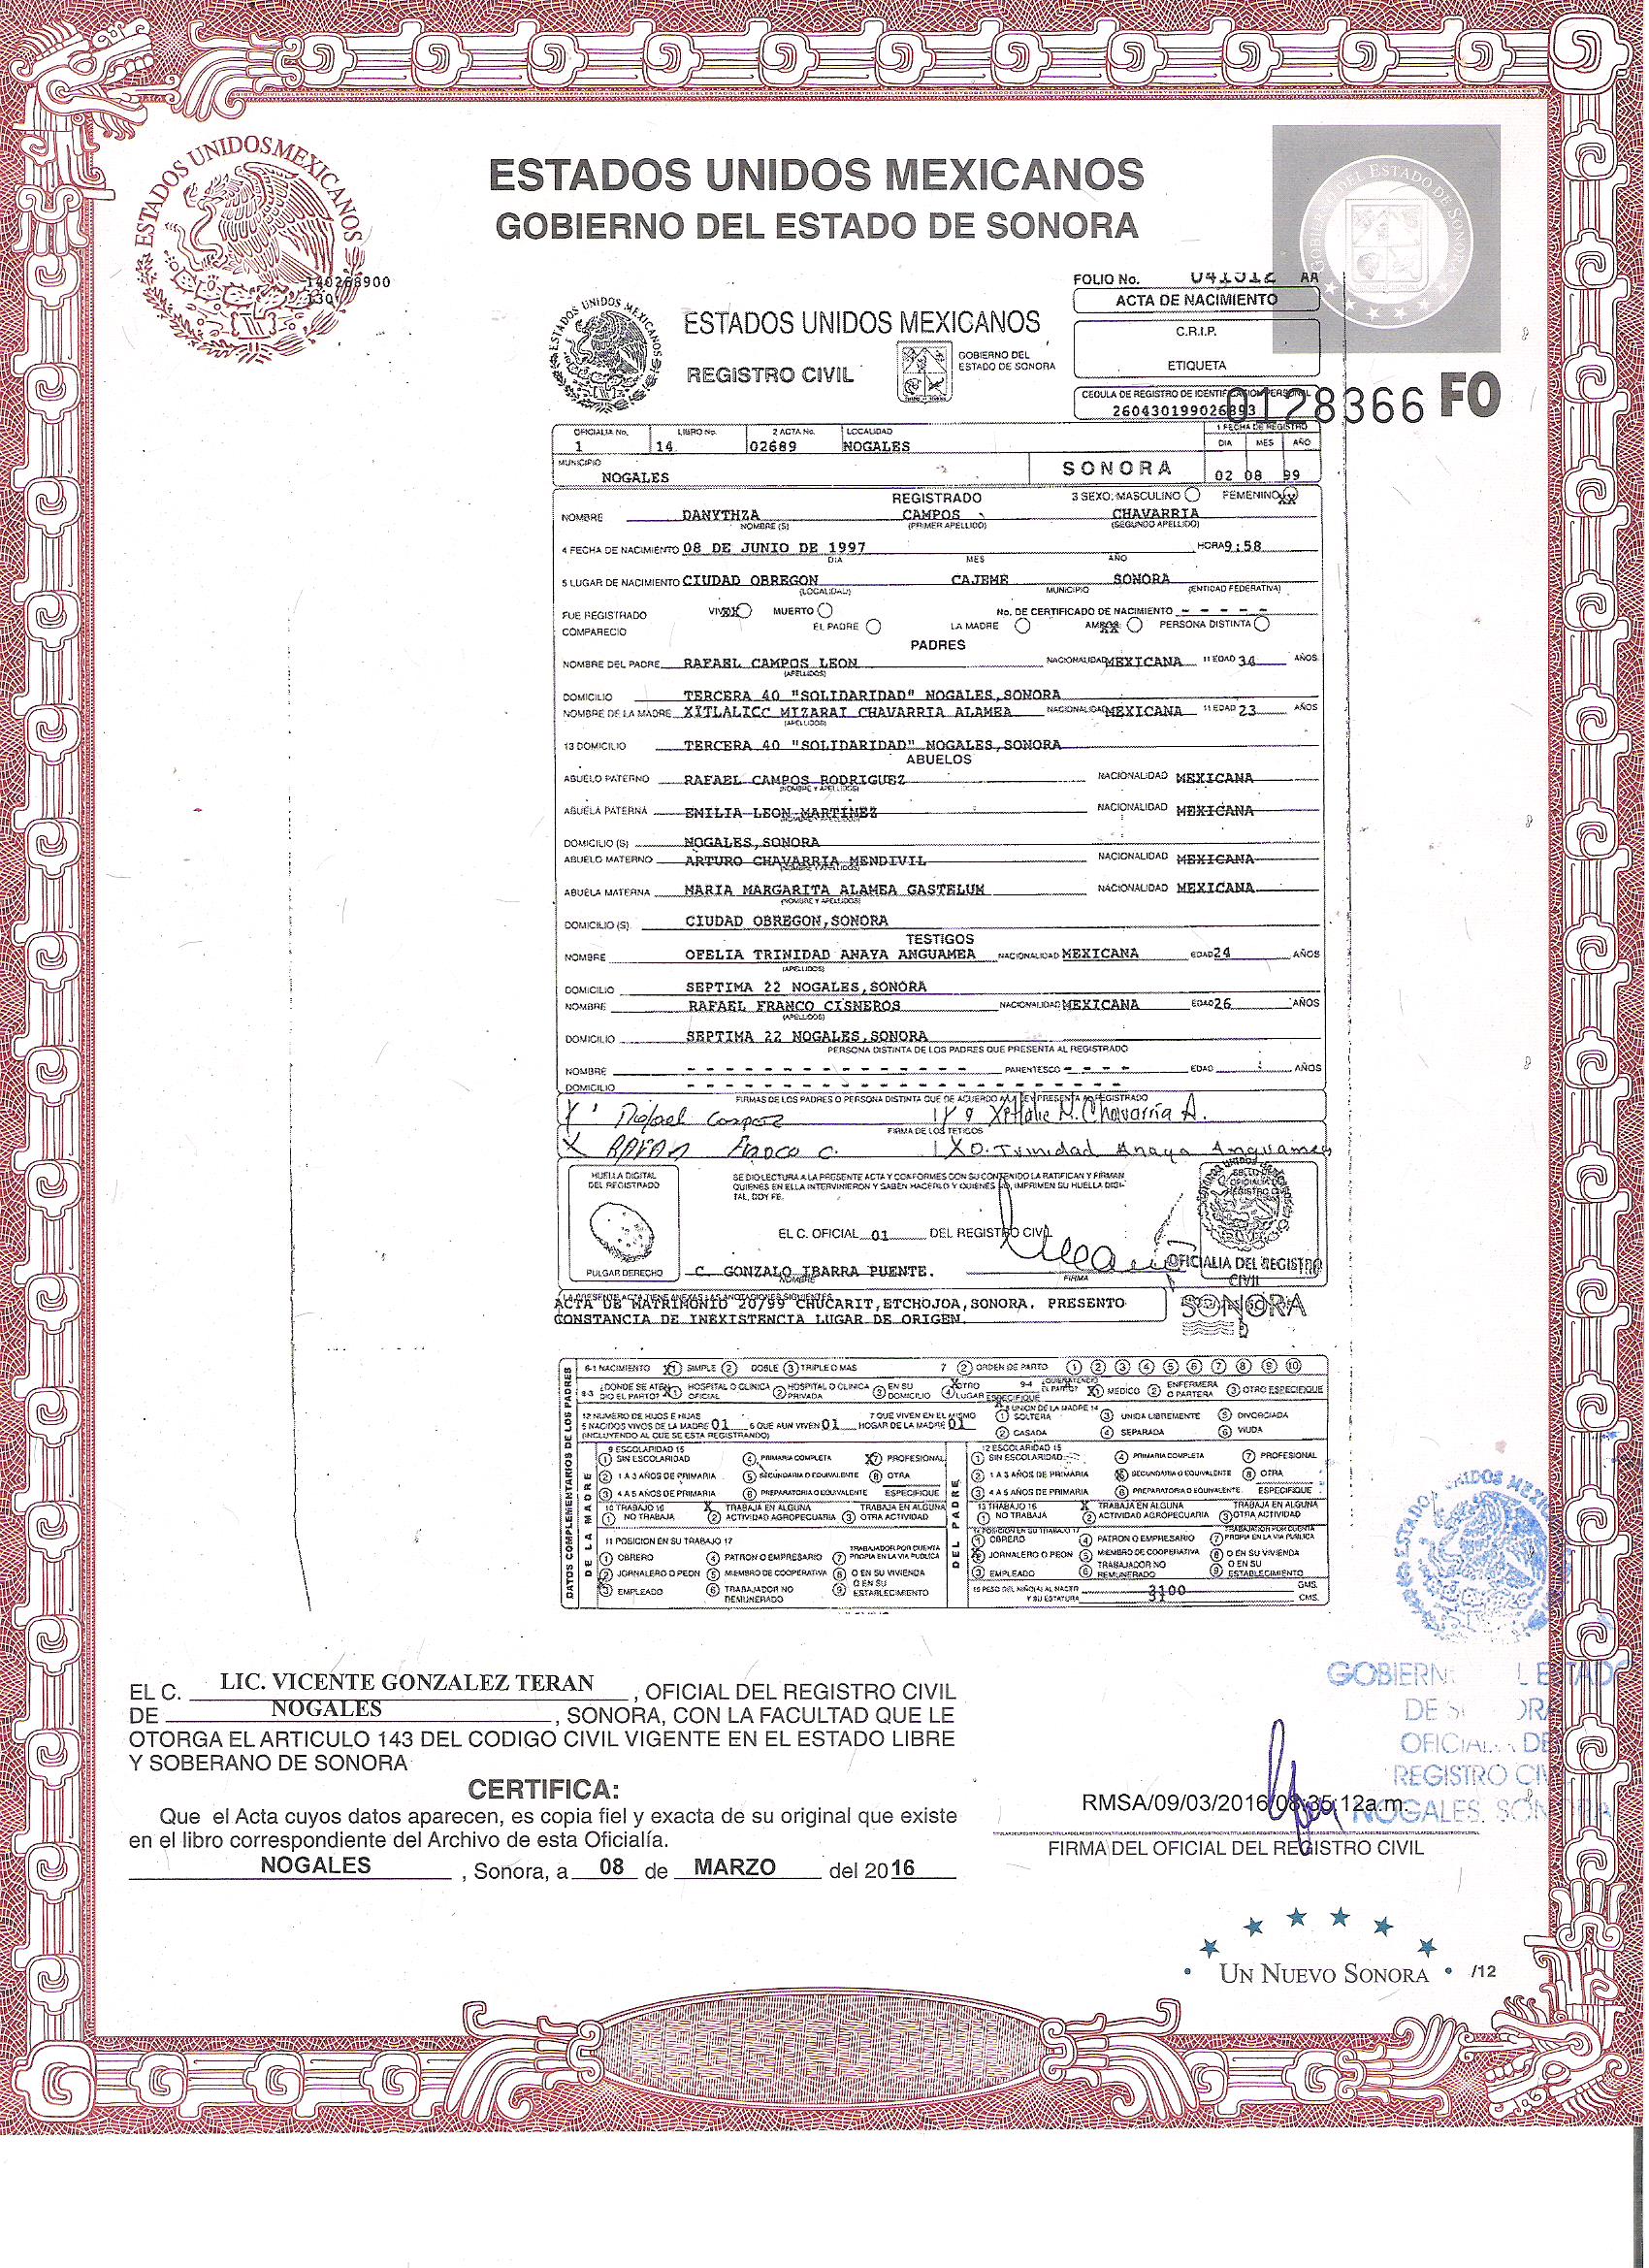 ESTADOS UNIDOS MEXICANOS
ESTADOS UNIDOS MEXICANOS
GOBIERNO DEL ESTADO DE SONORA
GOBIERNO DEL ESTADO DE SONORA
140268900
130
FOLIO No. 041512 AA
ACTA DE NACIMIENTO
C.R.I.P.
ETIQUETA
ESTADOS UNIDOS MEXICANOS
ESTADOS UNIDOS MEXICANOS
REGISTRO CIVIL
GOBIERNO DEL
ESTADO DE SONORA
CEDULA DE REGISTRO DE IDENTIFICACION PERSONAL
260430199026893
0128366 FO
OFICIALIA No. LIBRO No. 2 ACTA No. LOCALIDAD 1 FECHA DE REGISTRO
1 14 02689 NOGALES DIA MES AÑO
MUNICIPIO
NOGALES SONORA 02 08 99
REGISTRADO 3 SEXO: MASCULINO FEMENINO XX
NOMBRE DANYTHZA CAMPOS CHAVARRIA
NOMBRE (S) (PRIMER APELLIDO) (SEGUNDO APELLIDO)
4 FECHA DE NACIMIENTO 08 DE JUNIO DE 1997 HORA 9:58
DIA MES AÑO
5 LUGAR DE NACIMIENTO CIUDAD OBREGON CAJEME SONORA
(LOCALIDAD) MUNICIPIO (ENTIDAD FEDERATIVA)
FUE REGISTRADO VIVO XX MUERTO No. DE CERTIFICADO DE NACIMIENTO - - - - -
COMPARECIO EL PADRE LA MADRE AMBOS XX PERSONA DISTINTA
PADRES
NOMBRE DEL PADRE RAFAEL CAMPOS LEON NACIONALIDAD MEXICANA 11 EDAD 34 AÑOS
(APELLIDOS)
DOMICILIO TERCERA 40 "SOLIDARIDAD" NOGALES,SONORA
NOMBRE DE LA MADRE XITLALICC MIZARAI CHAVARRIA ALAMEA NACIONALIDAD MEXICANA 11 EDAD 23 AÑOS
(APELLIDOS)
13 DOMICILIO TERCERA 40 "SOLIDARIDAD" NOGALES,SONORA
ABUELOS
ABUELO PATERNO RAFAEL CAMPOS RODRIGUEZ NACIONALIDAD MEXICANA
(NOMBRE Y APELLIDOS)
ABUELA PATERNA EMILIA LEON MARTINEZ NACIONALIDAD MEXICANA
DOMICILIO (S) NOGALES,SONORA
ABUELO MATERNO ARTURO CHAVARRIA MENDIVIL NACIONALIDAD MEXICANA
ABUELA MATERNA MARIA MARGARITA ALAMEA GASTELUM NACIONALIDAD MEXICANA
(NOMBRE Y APELLIDOS)
DOMICILIO (S) CIUDAD OBREGON,SONORA
TESTIGOS
NOMBRE OFELIA TRINIDAD ANAYA ANGUAMEA NACIONALIDAD MEXICANA EDAD 24 AÑOS
(APELLIDOS)
DOMICILIO SEPTIMA 22 NOGALES,SONORA
NOMBRE RAFAEL FRANCO CISNEROS NACIONALIDAD MEXICANA EDAD 26 AÑOS
(APELLIDOS)
DOMICILIO SEPTIMA 22 NOGALES,SONORA
PERSONA DISTINTA DE LOS PADRES QUE PRESENTA AL REGISTRADO
NOMBRE - - - - - - - - - - - - - PARENTESCO - - - - EDAD AÑOS
DOMICILIO - - - - - - - - - - - - - - - - - - - -
FIRMAS DE LOS PADRES O PERSONA DISTINTA QUE DE ACUERDO PRESENTA REGISTRADO
X Rafael Campoz X Chavarría A.
FIRMA DE LOS TETIGOS
X RAFAEL Franco C. X O. Trinidad Anaya Anguamea
HUELLA DIGITAL
DEL REGISTRADO
PULGAR DERECHO
SE DIO LECTURA A LA PRESENTE ACTA Y CONFORMES CON SU CONTENIDO LA RATIFICAN Y FIRMAN
QUIENES EN ELLA INTERVINIERON Y SABEN HACERLO Y QUIENES NO, IMPRIMEN SU HUELLA DIGI-
TAL, DOY FE.
EL C. OFICIAL 01 DEL REGISTRO CIVIL
C. GONZALO IBARRA PUENTE.
NOMBRE FIRMA
OFICIALIA DEL REGISTRO
CIVIL
LA PRESENTE ACTA TIENE ANEXAS LAS ANOTACIONES SIGUIENTES
ACTA DE MATRIMONIO 20/99 CHUCARIT,ETCHOJOA,SONORA. PRESENTO
CONSTANCIA DE INEXISTENCIA LUGAR DE ORIGEN.
SONORA
DATOS COMPLEMENTARIOS DE LOS PADRES
6-1 NACIMIENTO X 1 SIMPLE 2 DOBLE 3 TRIPLE O MAS 7 2 ORDEN DE PARTO 1 2 3 4 5 6 7 8 9 10
8-3 ¿DONDE SE ATENDIO EL PARTO? X 1 HOSPITAL O CLINICA OFICIAL 2 HOSPITAL O CLINICA PRIVADA 3 EN SU DOMICILIO 4 OTRO LUGAR ESPECIFIQUE 9-4 X 1 MEDICO 2 ENFERMERA O PARTERA 3 OTRO ESPECIFIQUE
12 NUMERO DE HIJOS E HIJAS 7 QUE VIVEN EN EL MISMO
5 NACIDOS VIVOS DE LA MADRE 01 6 QUE AUN VIVEN 01 HOGAR DE LA MADRE 01
(INCLUYENDO AL QUE SE ESTA REGISTRANDO)
8 UNION DE LA MADRE 14
1 SOLTERA 3 UNIDA LIBREMENTE 5 DIVORCIADA
2 CASADA 4 SEPARADA 6 VIUDA
DE LA MADRE
9 ESCOLARIDAD 15
1 SIN ESCOLARIDAD 4 PRIMARIA COMPLETA X 7 PROFESIONAL
2 1 A 3 AÑOS DE PRIMARIA 5 SECUNDARIA O EQUIVALENTE 8 OTRA
3 4 A 5 AÑOS DE PRIMARIA 6 PREPARATORIA O EQUIVALENTE ESPECIFIQUE
10 TRABAJO 16 X TRABAJA EN ALGUNA TRABAJA EN ALGUNA
1 NO TRABAJA 2 ACTIVIDAD AGROPECUARIA 3 OTRA ACTIVIDAD
11 POSICION EN SU TRABAJO 17
1 OBRERO 4 PATRON O EMPRESARIO 7 TRABAJADOR POR CUENTA PROPIA EN LA VIA PUBLICA
2 JORNALERO O PEON 5 MIEMBRO DE COOPERATIVA 8 O EN SU VIVIENDA
3 EMPLEADO 6 TRABAJADOR NO REMUNERADO 9 O EN SU ESTABLECIMIENTO
DEL PADRE
12 ESCOLARIDAD 15
1 SIN ESCOLARIDAD 4 PRIMARIA COMPLETA 7 PROFESIONAL
2 1 A 3 AÑOS DE PRIMARIA 5 SECUNDARIA O EQUIVALENTE 8 OTRA
3 4 A 5 AÑOS DE PRIMARIA 6 PREPARATORIA O EQUIVALENTE ESPECIFIQUE
13 TRABAJO 16 X TRABAJA EN ALGUNA TRABAJA EN ALGUNA
1 NO TRABAJA 2 ACTIVIDAD AGROPECUARIA 3 OTRA ACTIVIDAD
14 POSICION EN SU TRABAJO 17
1 OBRERO 4 PATRON O EMPRESARIO 7 TRABAJADOR POR CUENTA PROPIA EN LA VIA PUBLICA
JORNALERO O PEON 5 MIEMBRO DE COOPERATIVA 8 O EN SU VIVIENDA
3 EMPLEADO 6 TRABAJADOR NO REMUNERADO 9 O EN SU ESTABLECIMIENTO
15 PESO DEL NIÑO(A) AL NACER 3100 GMS.
Y SU ESTATURA 31 CMS.
EL C. LIC. VICENTE GONZALEZ TERAN , OFICIAL DEL REGISTRO CIVIL
DE NOGALES , SONORA, CON LA FACULTAD QUE LE
OTORGA EL ARTICULO 143 DEL CODIGO CIVIL VIGENTE EN EL ESTADO LIBRE
Y SOBERANO DE SONORA
CERTIFICA:
Que el Acta cuyos datos aparecen, es copia fiel y exacta de su original que existe
en el libro correspondiente del Archivo de esta Oficialía.
NOGALES , Sonora, a 08 de MARZO del 2016
GOBIERN L ESTADO
DE S ORA
OFICIAL DE
REGISTRO CIV
NOGALES, SONORA
RMSA/09/03/2016/08:35:12a.m.
FIRMA DEL OFICIAL DEL REGISTRO CIVIL
UN NUEVO SONORA /12